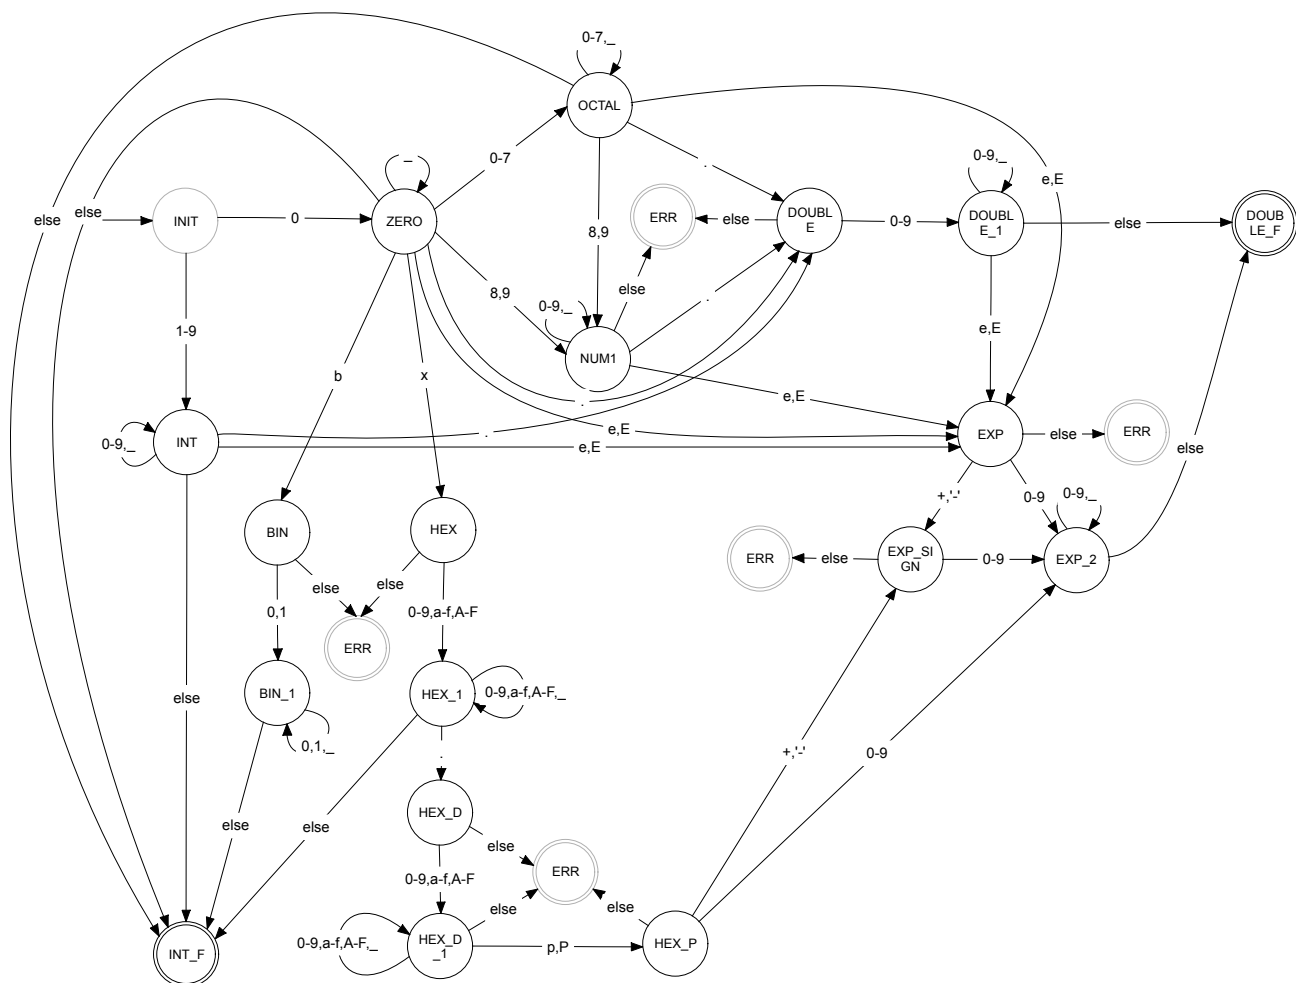 0-7,_
OCTAL
0-9,_
e,E
0-7
.
_
ERR
else
DOUBL
E
0-9
DOUBL
E_1
else
DOUB
LE_F
else
else
INIT
0
ZERO
8,9
else
8,9
0-9,_
.
1-9
e,E
NUM1
b
x
e,E
.
0-9,_
INT
.
e,E
e,E
EXP
else
ERR
else
+,'-'
0-9
0-9,_
BIN
HEX
ERR
else
EXP_SI
GN
0-9
EXP_2
else
else
0,1
0-9,a-f,A-F
ERR
else
BIN_1
HEX_1
0-9,a-f,A-F,_
0,1,_
.
+,'-'
0-9
HEX_D
else
else
else
ERR
0-9,a-f,A-F
else
else
0-9,a-f,A-F,_
HEX_D
_1
p,P
HEX_P
INT_F